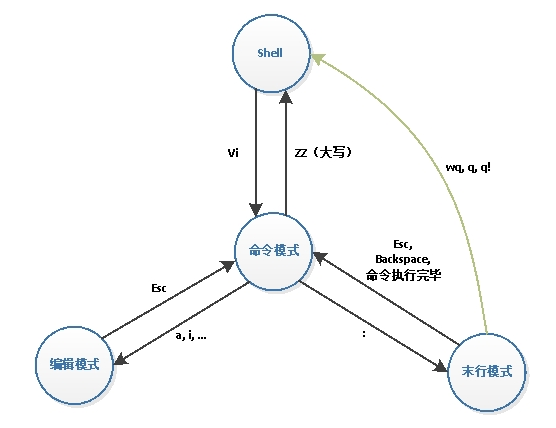 Shell
Vi
ZZ（大写）
wq, q, q!
命令模式
Esc,
Backspace,
命令执行完毕
Esc
a, i, ...
:
编辑模式
末行模式